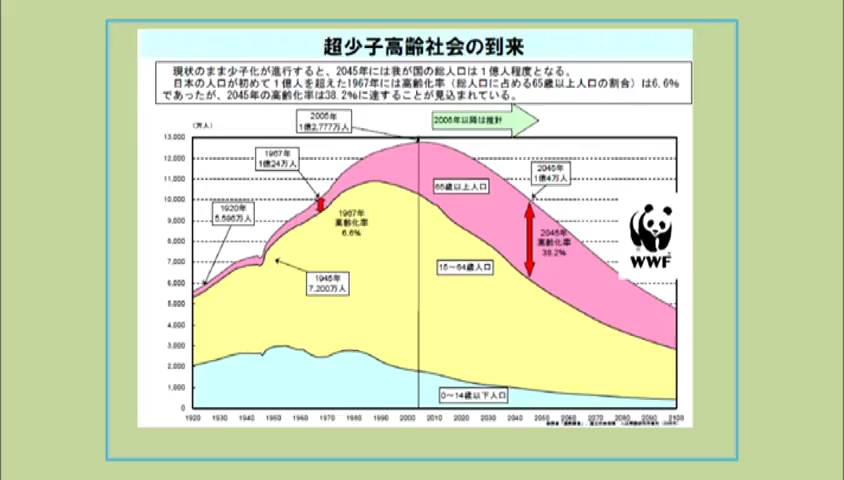 超少子高齢社会の到来
現状のまま少子化が進行すると、2045年には我が国の総人口は1億人程度となる。
日本の人口が初めて1億人を超えた1967年には高齢化率（総人口に占める65歳以上人口の割合）は6.6%
であったが、2045年の高齢化率は38.2%に達することが見込まれている。
（万人）
2005年
1億2,777万人
2006年以降は推計
13,000
12,000
11,000
10,000
9,000
8,000
7,000
6,000
5,000
4,000
3,000
2,000
1,000
0
1967年
1億24万人
2045年
1億4万人
65歳以上人口
1920年
5,596万人
1967年
高齢化率
6.6%
2045年
高齢化率
38.2%
WWF
15～64歳人口
1945年
7,200万人
0～14歳以下人口
1920 1930 1940 1950 1960 1970 1980 1990 2000 2010 2020 2030 2040 2050 2060 2070 2080 2090 2100